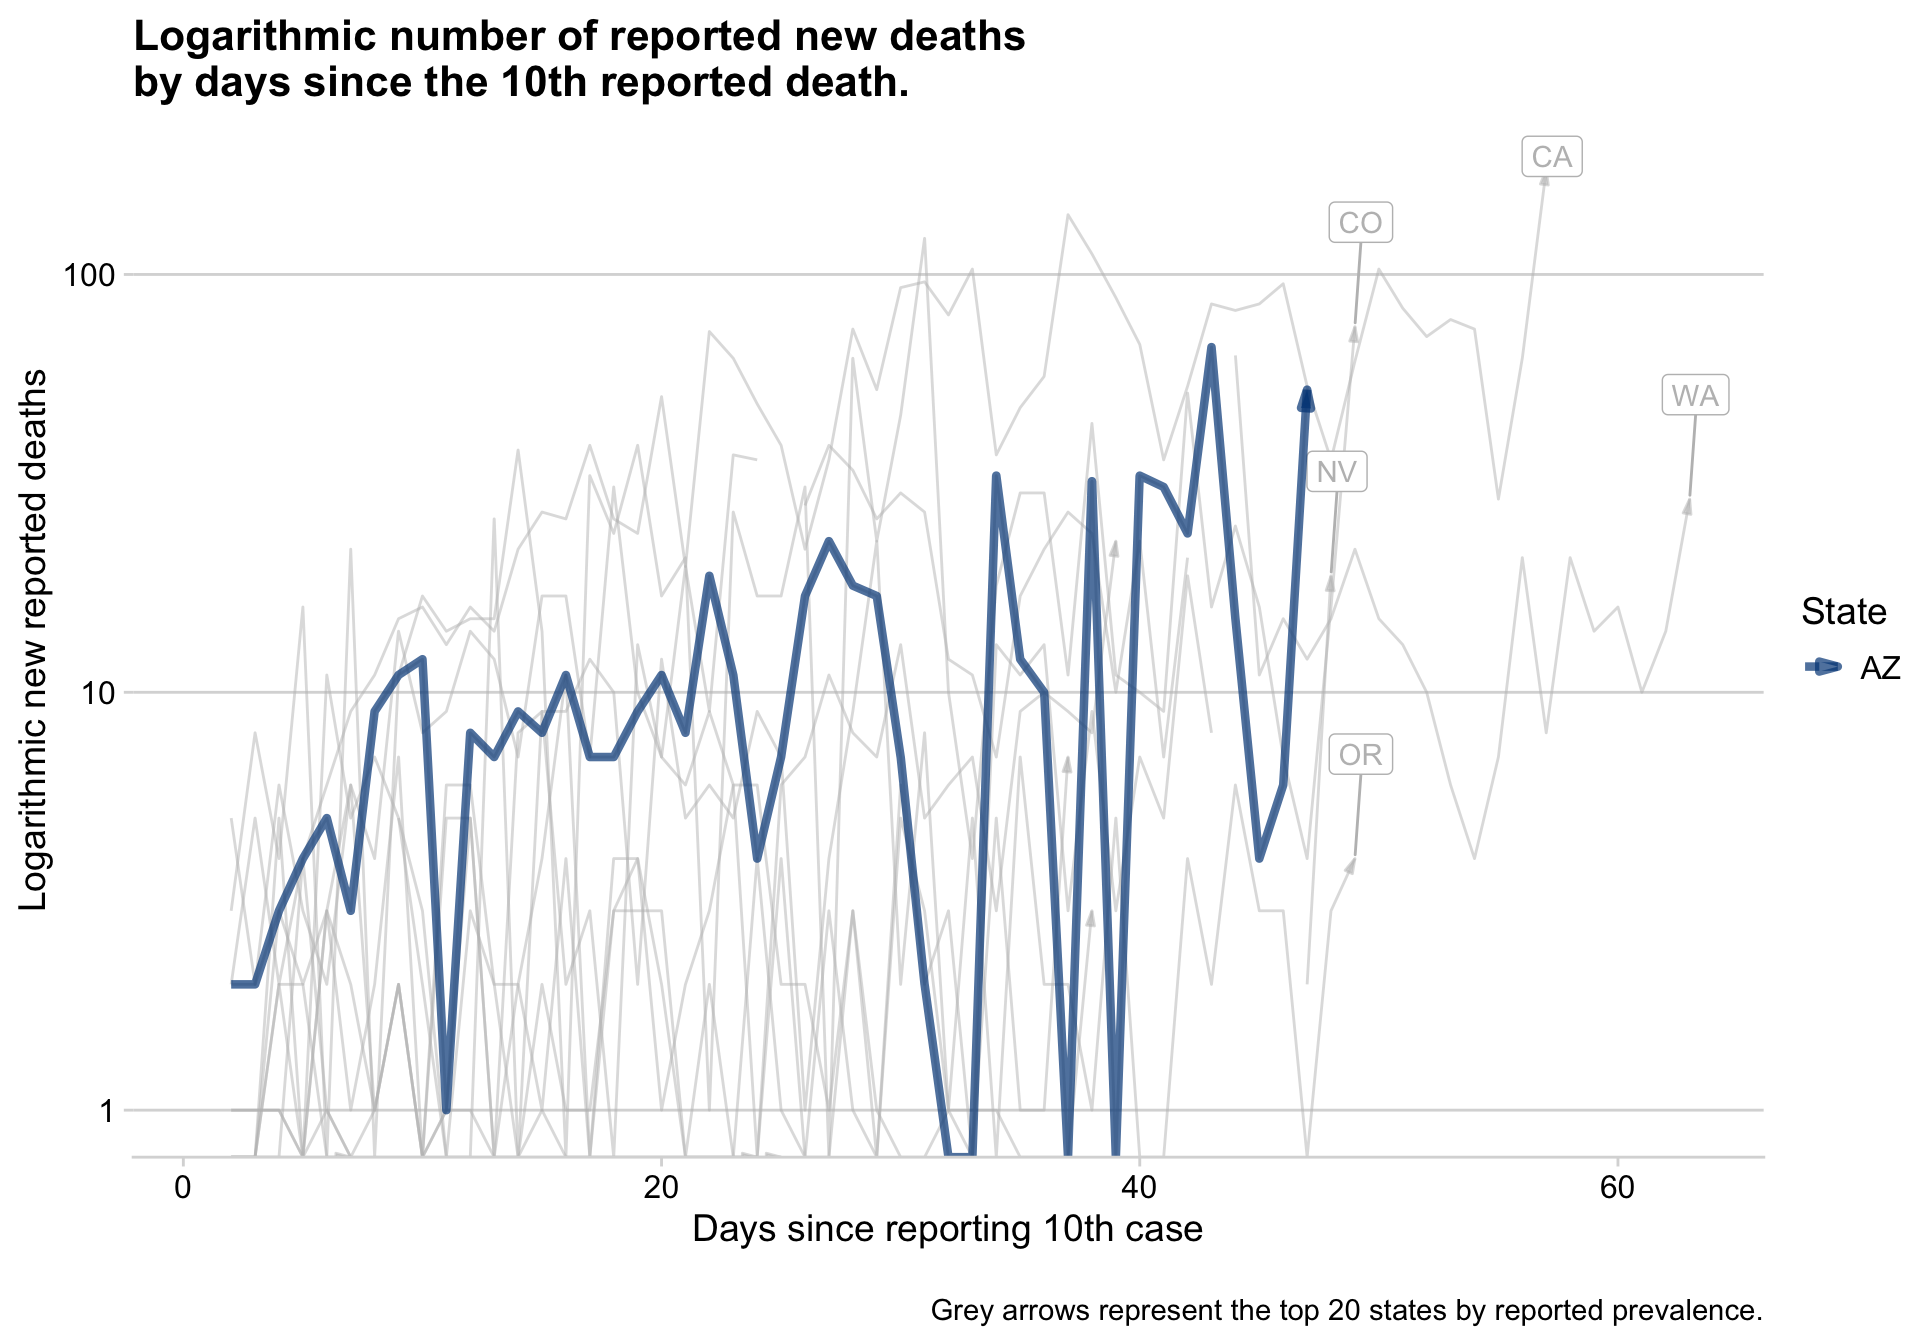 Logarithmic number of reported new deaths
by days since the 10th reported death.
CA
CO
100
WA
NV
Logarithmic new reported deaths
State
AZ
10
OR
1
0
20
40
60
Days since reporting 10th case
Grey arrows represent the top 20 states by reported prevalence.